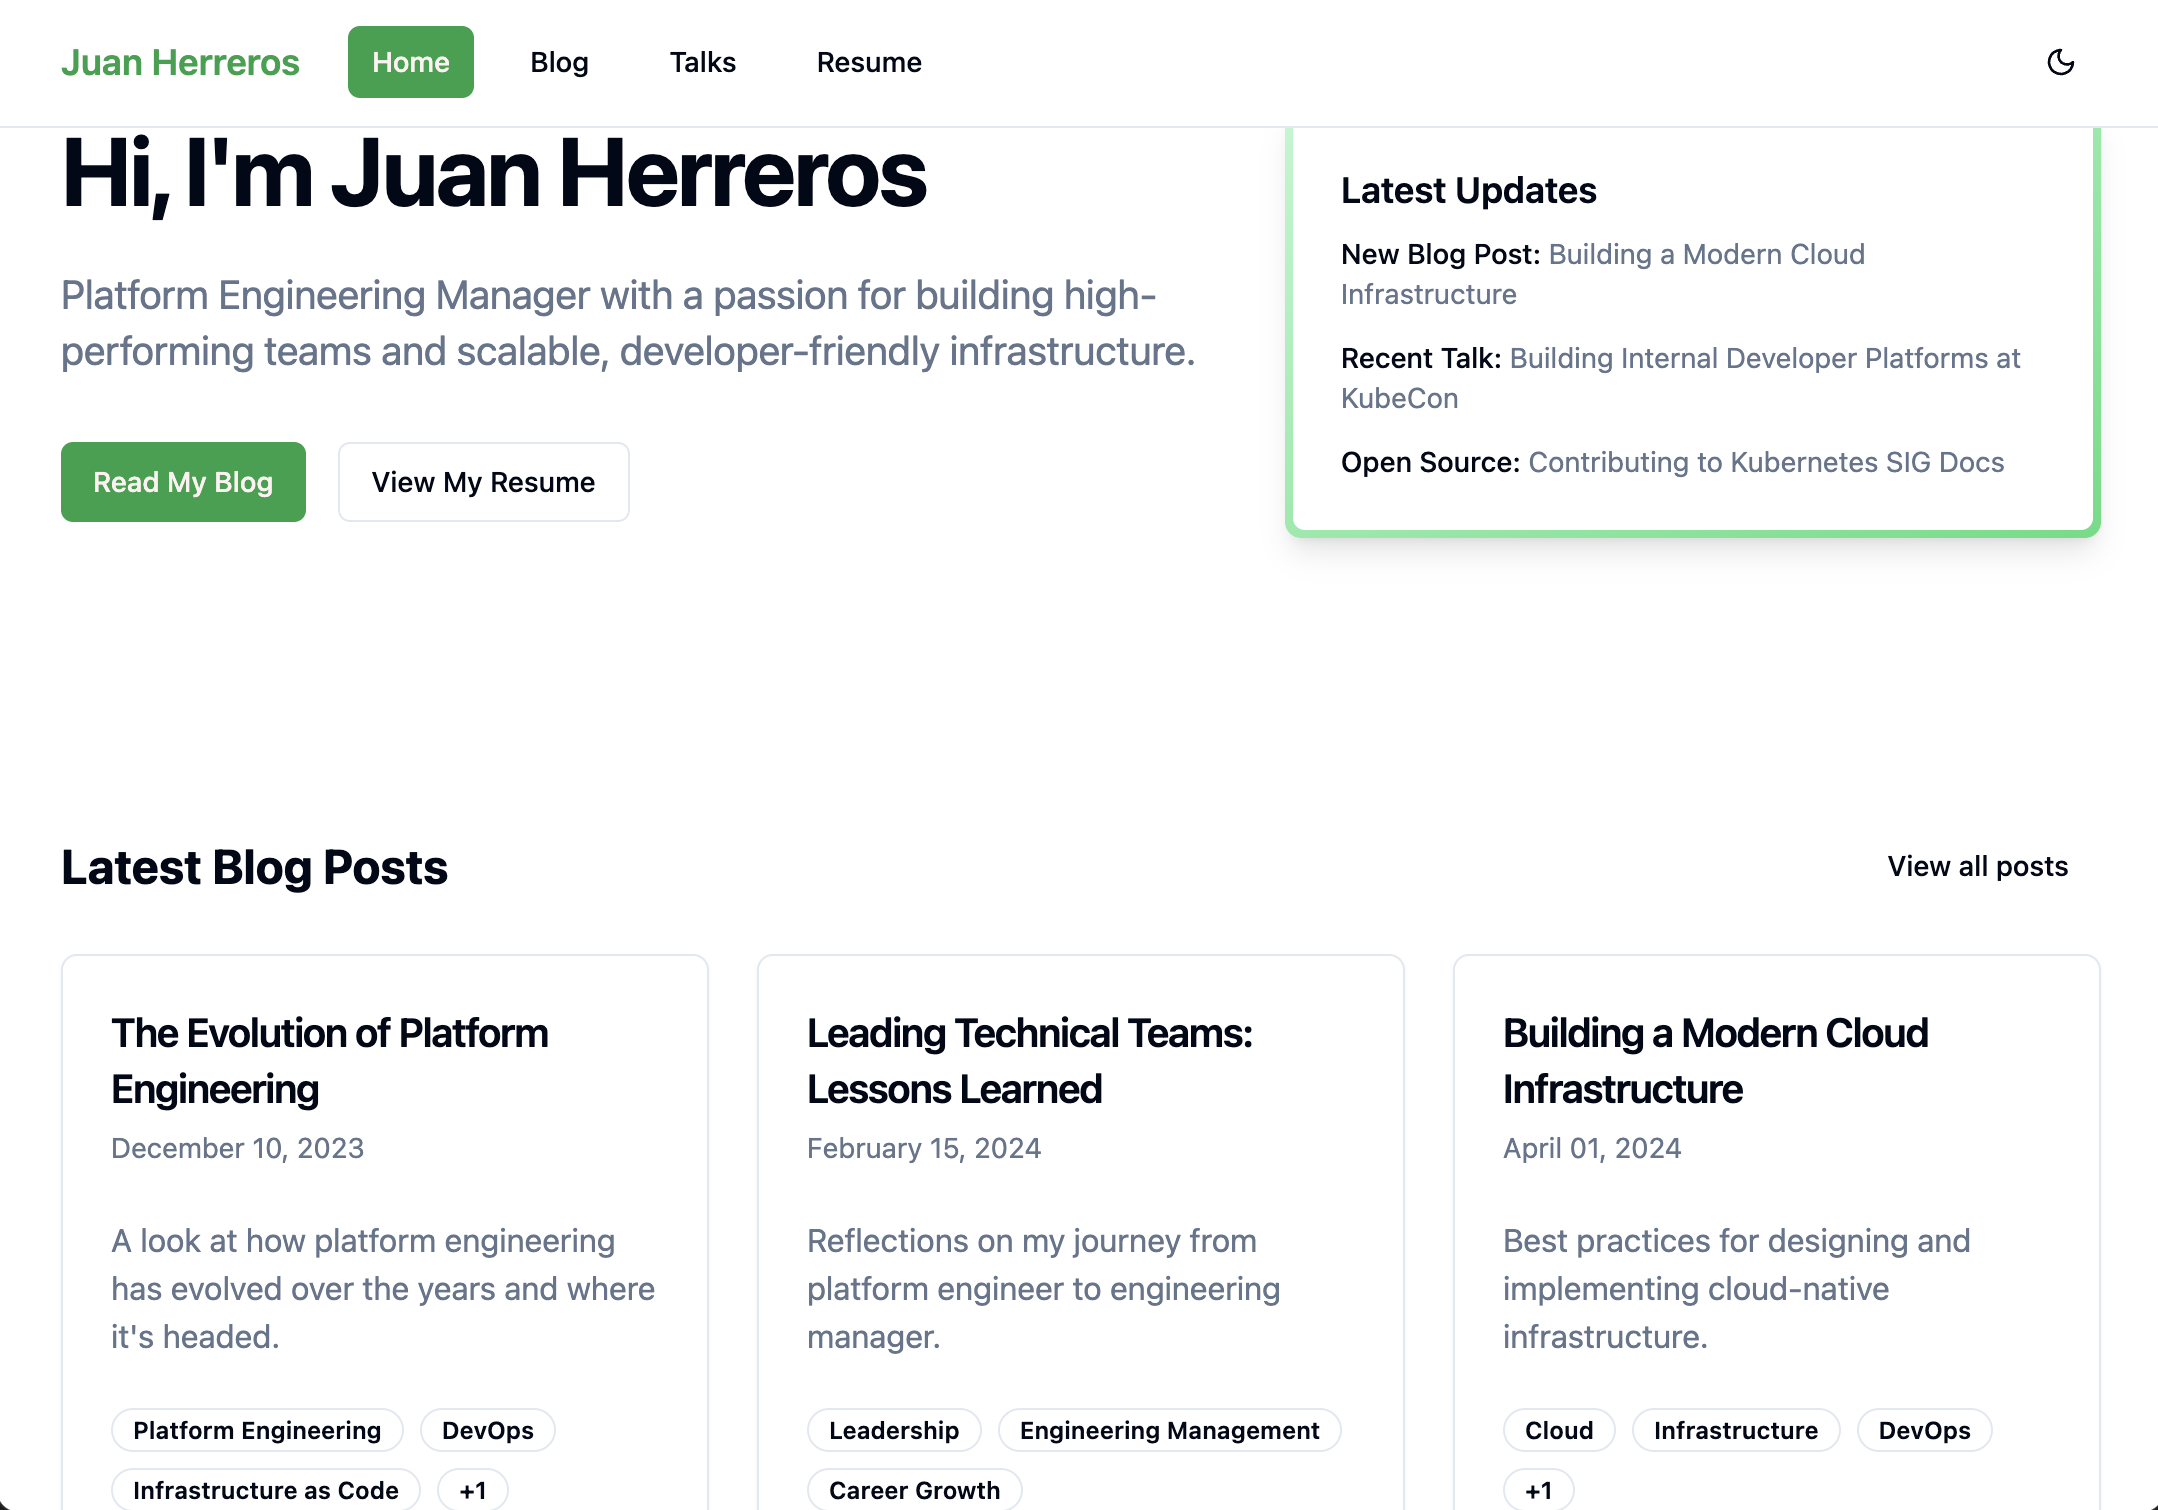 Juan Herreros
Home
Blog
Talks
Resume
Hi, I'm Juan Herreros
Platform Engineering Manager with a passion for building high-
performing teams and scalable, developer-friendly infrastructure.
Read My Blog
View My Resume
Latest Updates
New Blog Post: Building a Modern Cloud
Infrastructure
Recent Talk: Building Internal Developer Platforms at
KubeCon
Open Source: Contributing to Kubernetes SIG Docs
Latest Blog Posts
View all posts
The Evolution of Platform
Engineering
December 10, 2023
A look at how platform engineering
has evolved over the years and where
it's headed.
Platform Engineering
DevOps
Infrastructure as Code
+1
Leading Technical Teams:
Lessons Learned
February 15, 2024
Reflections on my journey from
platform engineer to engineering
manager.
Leadership
Engineering Management
Career Growth
Building a Modern Cloud
Infrastructure
April 01, 2024
Best practices for designing and
implementing cloud-native
infrastructure.
Cloud
Infrastructure
DevOps
+1